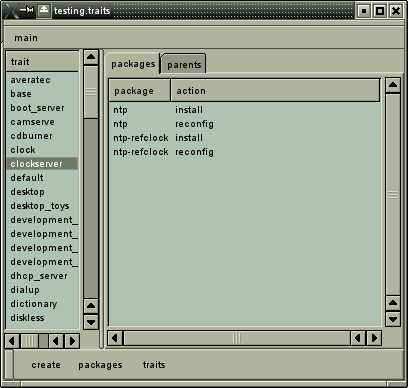 testing.traits
main
trait
averatec
base
boot_server
camserve
cdburner
clock
clockserver
default
desktop
desktop_toys
development_
development_
development_
development_
dhcp_server
dialup
dictionary
diskless
packages parents
package action
ntp install
ntp reconfig
ntp-refclock install
ntp-refclock reconfig
create packages traits